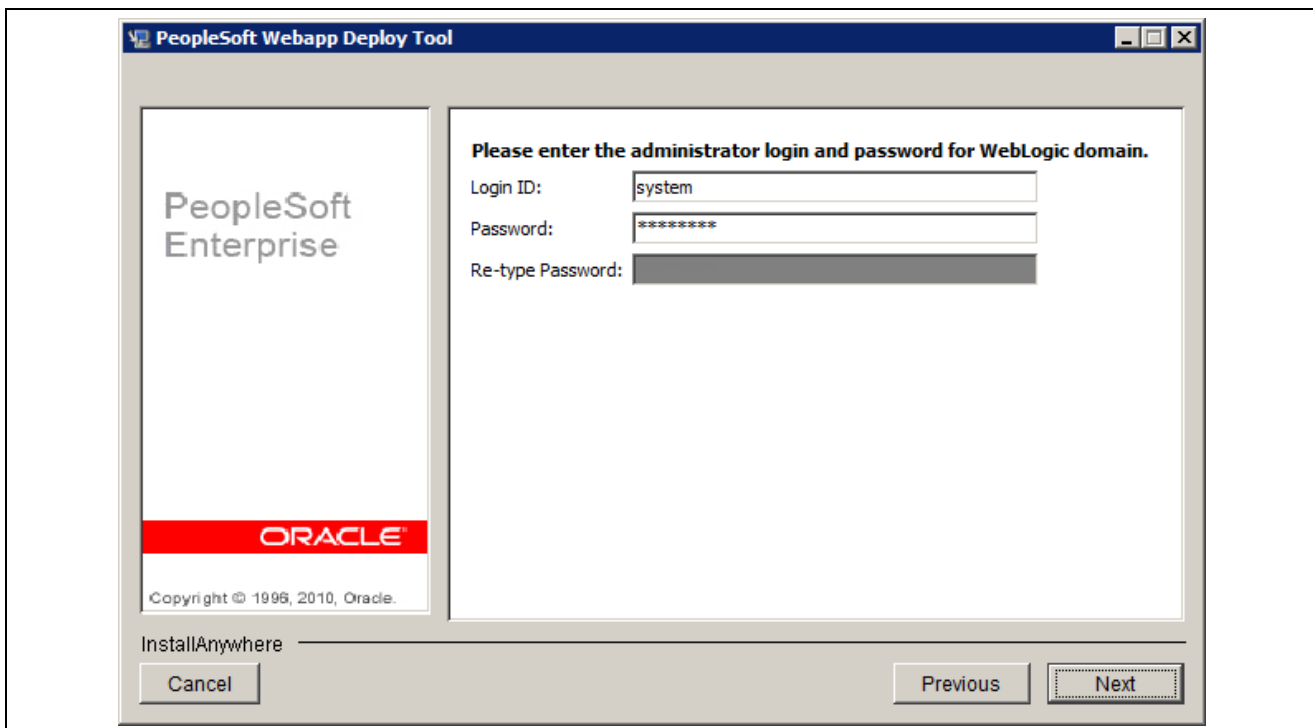 PeopleSoft Webapp Deploy Tool
PeopleSoft
Enterprise
ORACLE
Copyright © 1996, 2010, Oracle.
Please enter the administrator login and password for WebLogic domain.
Login ID: system
Password: ********
Re-type Password:
InstallAnywhere
Cancel Previous Next